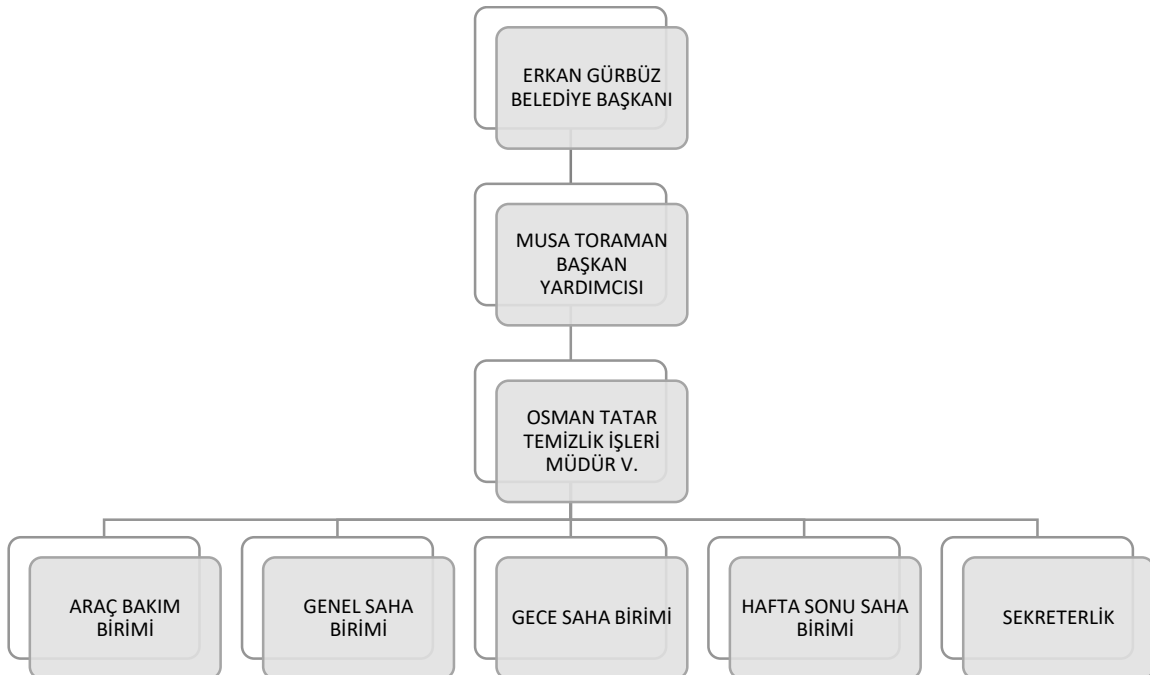 ERKAN GÜRBÜZ
BELEDİYE BAŞKANI
MUSA TORAMAN
BAŞKAN
YARDIMCISI
OSMAN TATAR
TEMİZLİK İŞLERİ
MÜDÜR V.
ARAÇ BAKIM
BİRİMİ
GENEL SAHA
BİRİMİ
GECE SAHA BİRİMİ
HAFTA SONU SAHA
BİRİMİ
SEKRETERLİK